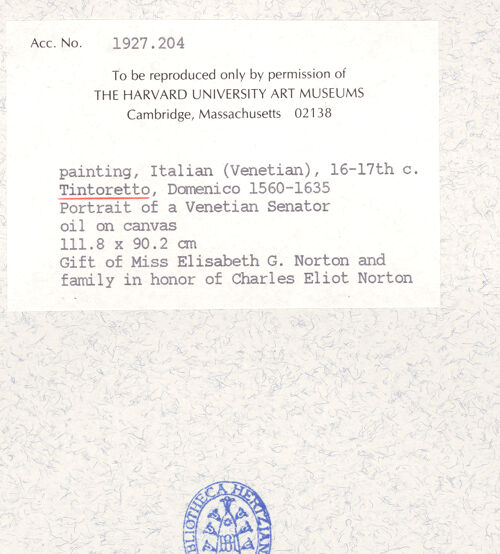 Acc. No. 1927.204
To be reproduced only by permission of
THE HARVARD UNIVERSITY ART MUSEUMS
Cambridge, Massachusetts 02138
painting, Italian (Venetian), 16-17th c.
Tintoretto, Domenico 1560-1635
Portrait of a Venetian Senator
oil on canvas
111.8 x 90.2 cm
Gift of Miss Elisabeth G. Norton and
family in honor of Charles Eliot Norton
BIBLIOTHECA HERTZIANA